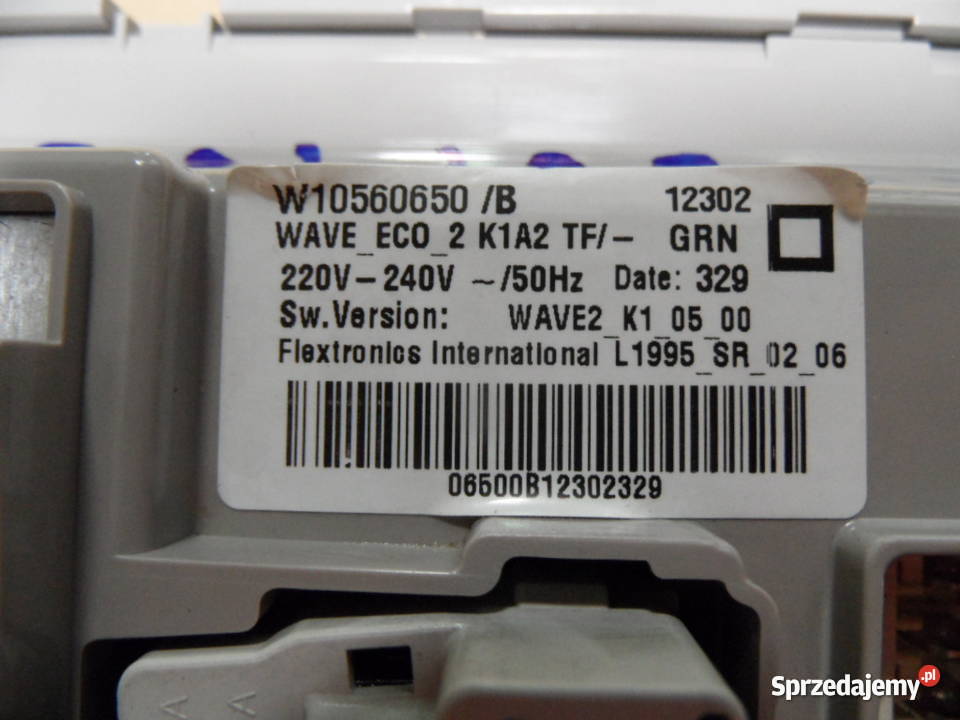 W10560650 /B 12302
WAVE_ECO_2 K1A2 TF/- GRN
220V-240V ~/50Hz Date: 329
Sw.Version: WAVE2_K1_05_00
Flextronics International L1995_SR_02_06
06500B12302329
A A
Sprzedajemy.pl